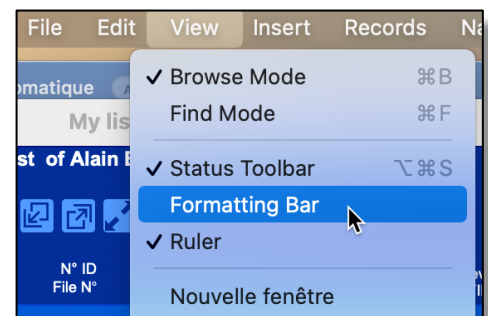 File Edit View Insert Records
✓ Browse Mode ⌘B
Find Mode ⌘F
✓ Status Toolbar ⌥⌘S
Formatting Bar
✓ Ruler
Nouvelle fenêtre
omatique
My lis
st of Alain
N° ID
File N°